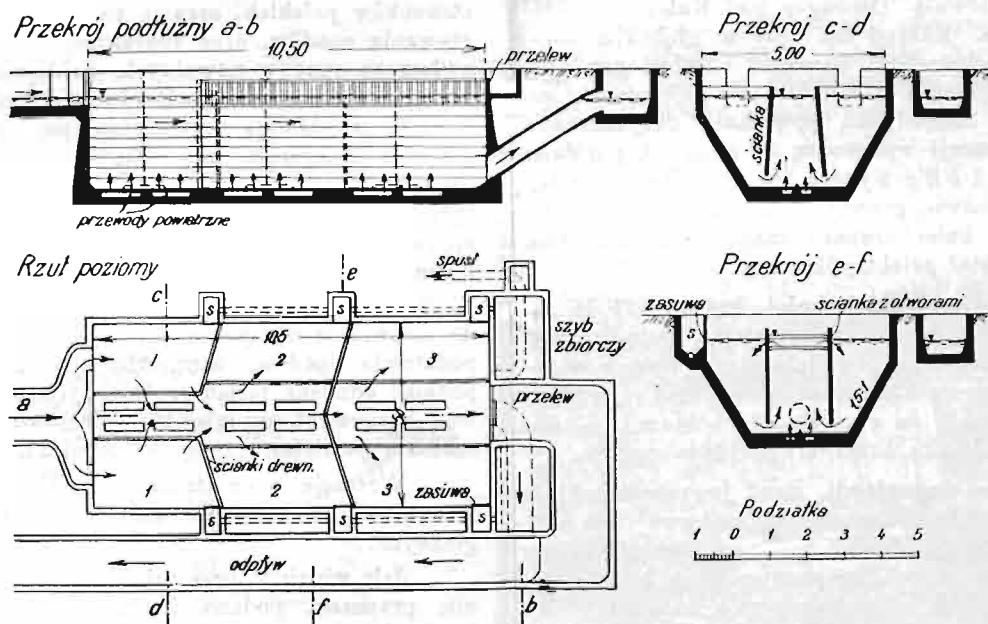 Przekrój podłużny a-b
10,50
przelew
przewody powietrzne
Przekrój c-d
5,00
ścianka
Rzut poziomy
e
c
spust
s
s
s
szyb
zbiorczy
10,5
1
2
3
a
przelew
ścianki drewn.
1
2
3
zasuwa
s
s
s
odpływ
d
f
b
Przekrój e-f
zasuwa
ścianka z otworami
s
1,5:1
Podziałka
1 0 1 2 3 4 5